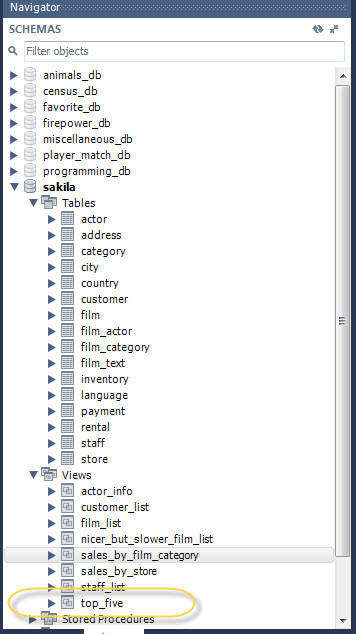 Navigator
SCHEMAS
Filter objects
animals_db
census_db
favorite_db
firepower_db
miscellaneous_db
player_match_db
programming_db
sakila
Tables
actor
address
category
city
country
customer
film
film_actor
film_category
film_text
inventory
language
payment
rental
staff
store
Views
actor_info
customer_list
film_list
nicer_but_slower_film_list
sales_by_film_category
sales_by_store
staff_list
top_five
Stored Procedures